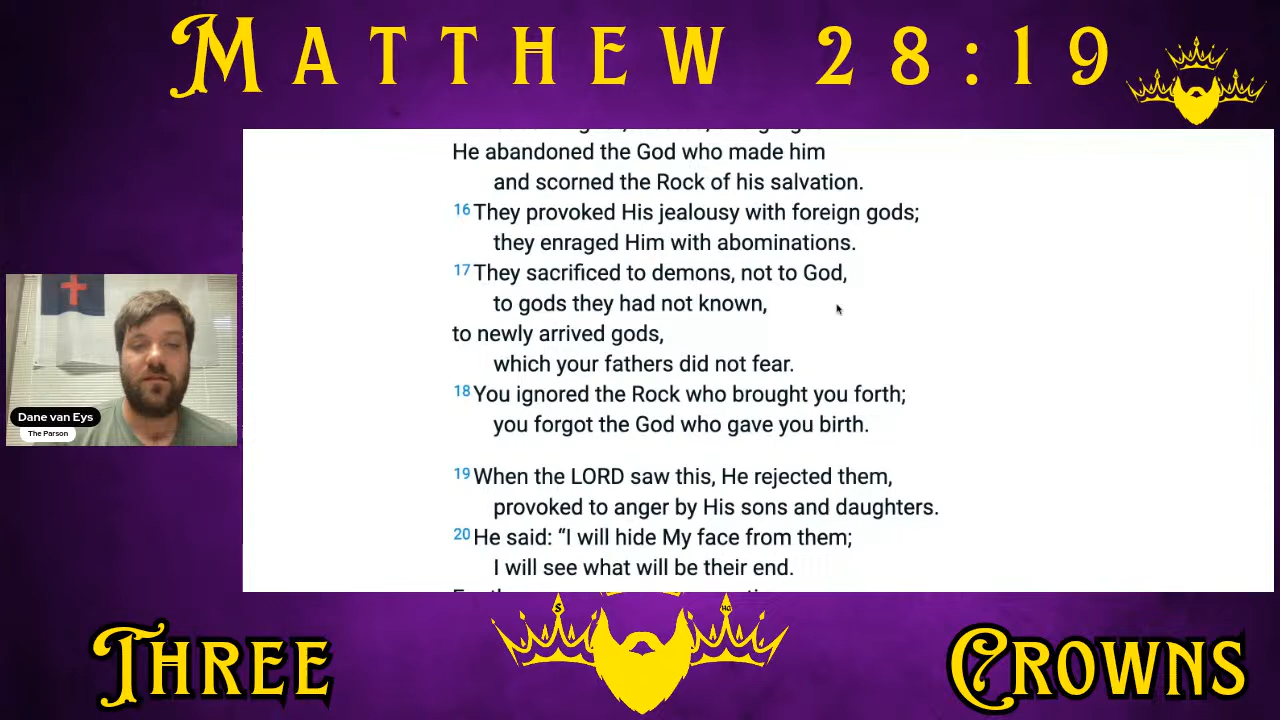 MATTHEW 28:19
He abandoned the God who made him
and scorned the Rock of his salvation.
16 They provoked His jealousy with foreign gods;
they enraged Him with abominations.
17 They sacrificed to demons, not to God,
to gods they had not known,
to newly arrived gods,
which your fathers did not fear.
18 You ignored the Rock who brought you forth;
you forgot the God who gave you birth.
19 When the LORD saw this, He rejected them,
provoked to anger by His sons and daughters.
20 He said: “I will hide My face from them;
I will see what will be their end.
Dane van Eys
The Parson
S HG
THREE CROWNS